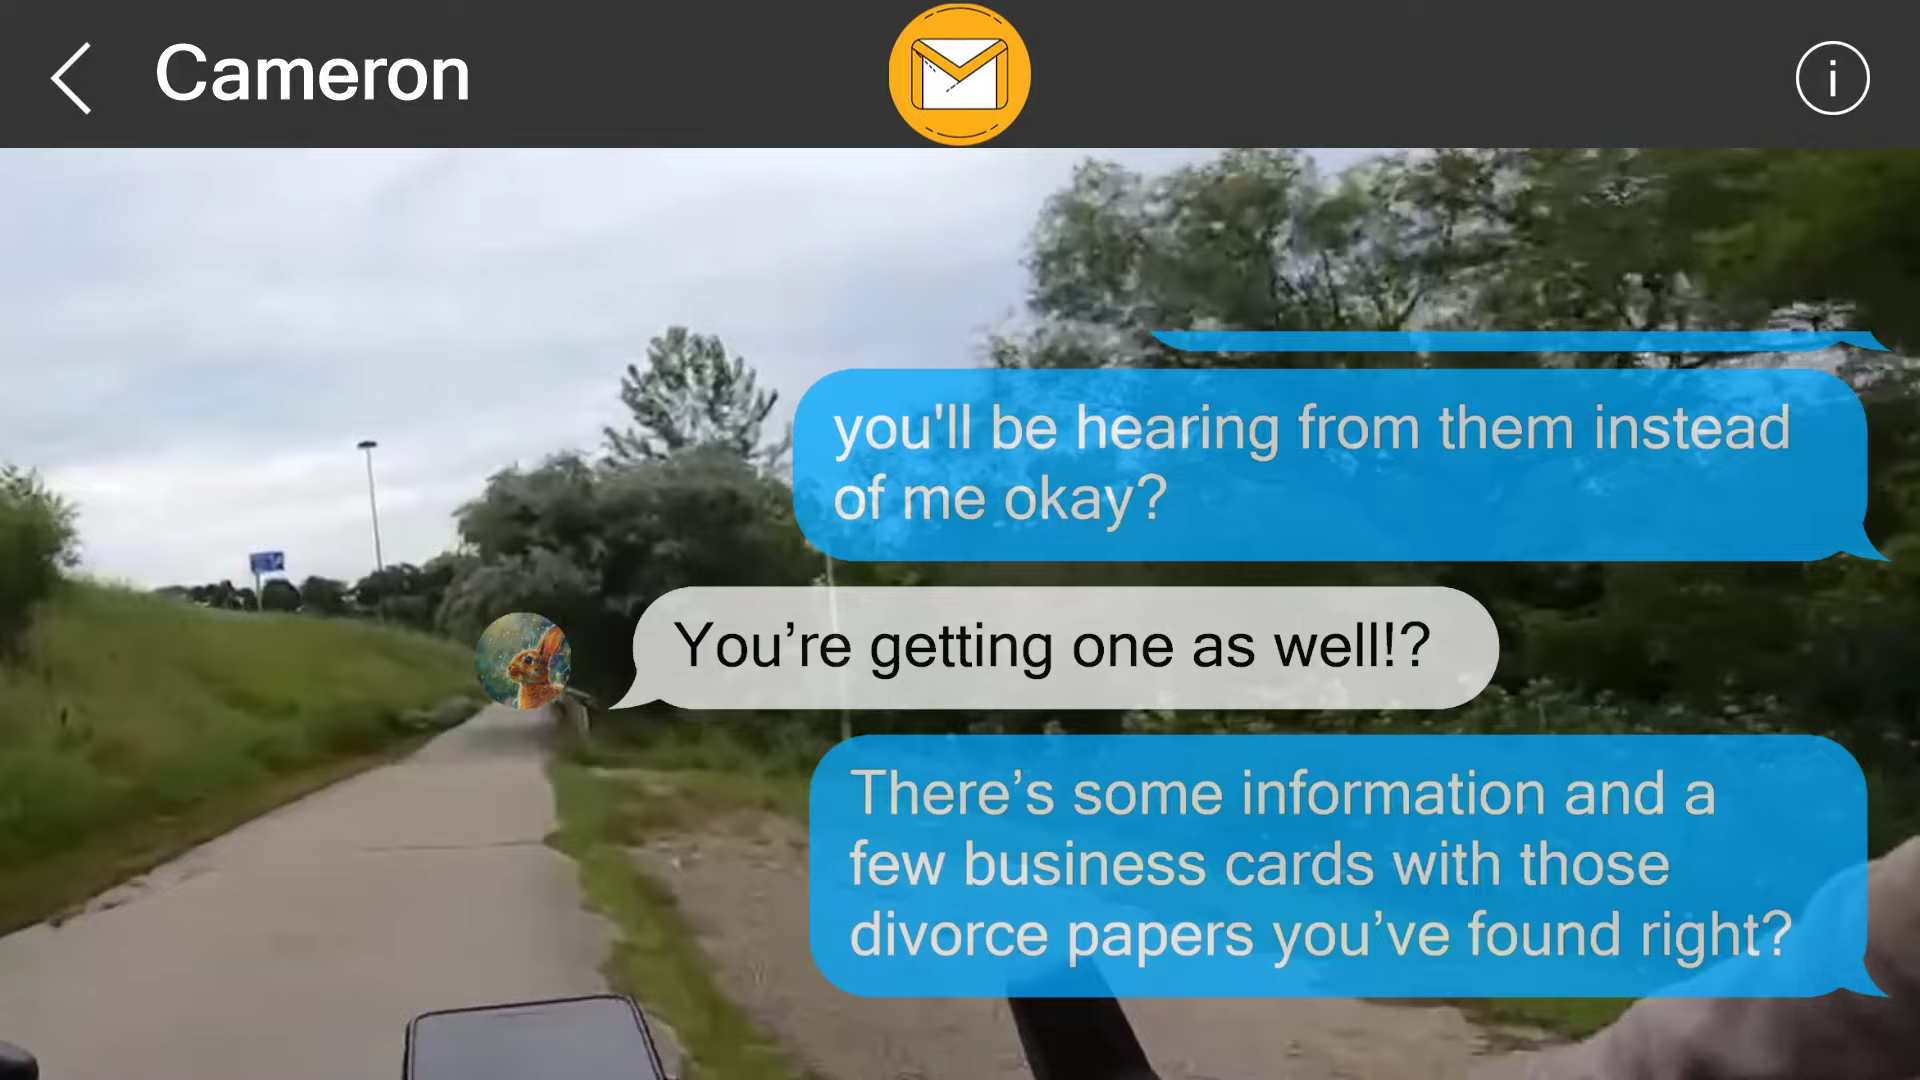 Cameron
i
you'll be hearing from them instead
of me okay?
You’re getting one as well!?
There’s some information and a
few business cards with those
divorce papers you’ve found right?